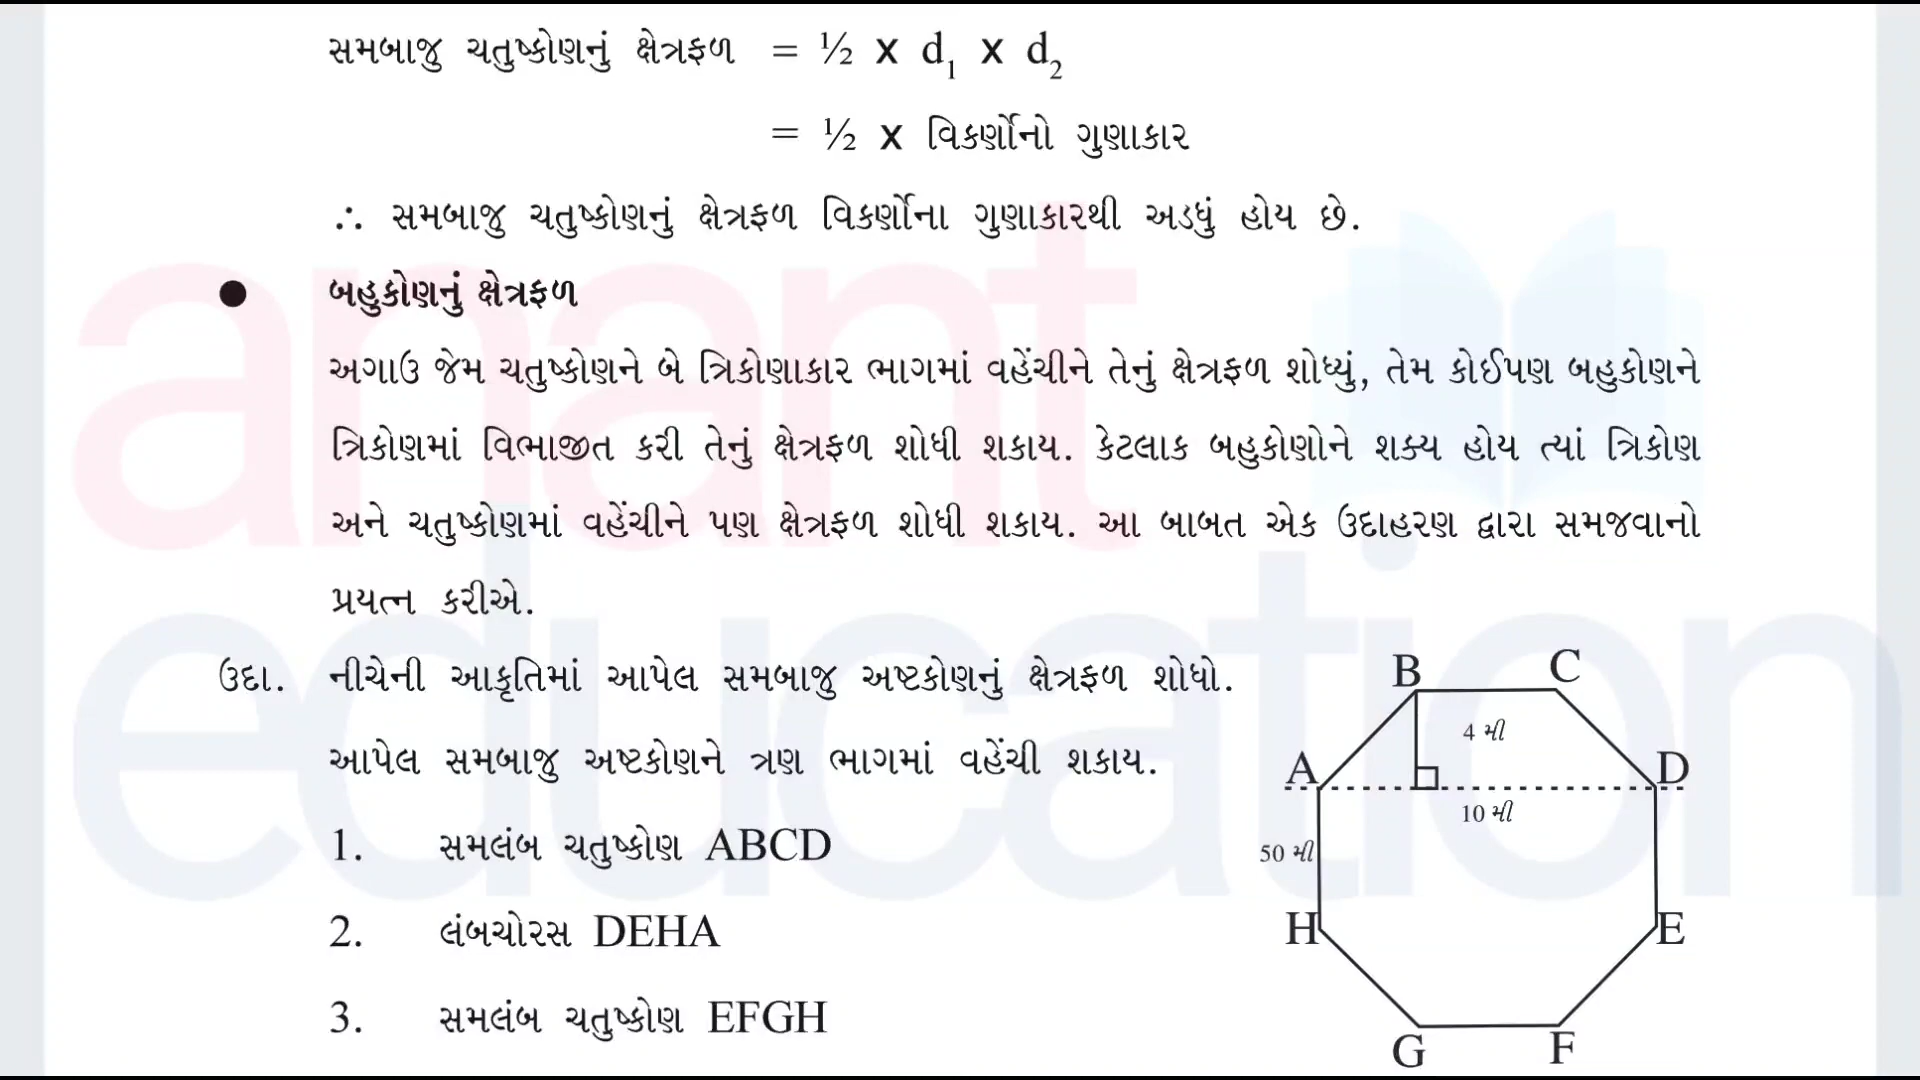 સમબાજુ ચતુષ્કોણનું ક્ષેત્રફળ = ½ x d₁ x d₂
= ½ x વિકર્ણોનો ગુણાકાર
∴ સમબાજુ ચતુષ્કોણનું ક્ષેત્રફળ વિકર્ણોના ગુણાકારથી અડધું હોય છે.
● બહુકોણનું ક્ષેત્રફળ
અગાઉ જેમ ચતુષ્કોણને બે ત્રિકોણાકાર ભાગમાં વહેંચીને તેનું ક્ષેત્રફળ શોધ્યું, તેમ કોઈપણ બહુકોણને
ત્રિકોણમાં વિભાજીત કરી તેનું ક્ષેત્રફળ શોધી શકાય. કેટલાક બહુકોણોને શક્ય હોય ત્યાં ત્રિકોણ
અને ચતુષ્કોણમાં વહેંચીને પણ ક્ષેત્રફળ શોધી શકાય. આ બાબત એક ઉદાહરણ દ્વારા સમજવાનો
પ્રયત્ન કરીએ.
ઉદા. નીચેની આકૃતિમાં આપેલ સમબાજુ અષ્ટકોણનું ક્ષેત્રફળ શોધો.
આપેલ સમબાજુ અષ્ટકોણને ત્રણ ભાગમાં વહેંચી શકાય.
1. સમલંબ ચતુષ્કોણ ABCD
2. લંબચોરસ DEHA
3. સમલંબ ચતુષ્કોણ EFGH
B C
4 મી
A D
10 મી
50 મી
H E
G F
anant
education